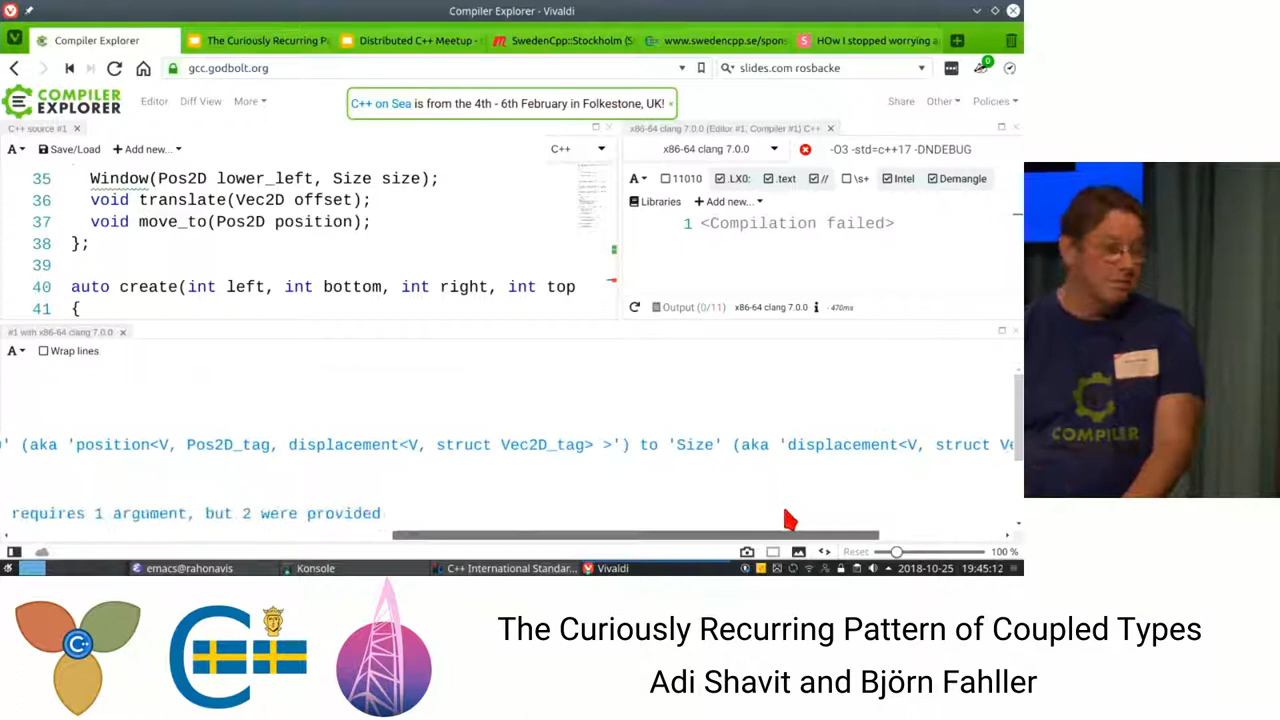 Compiler Explorer - Vivaldi
Compiler Explorer
The Curiously Recurring Pa
Distributed C++ Meetup -
SwedenCpp::Stockholm (S
www.swedencpp.se/spons
HOw I stopped worrying a
gcc.godbolt.org
slides.com rosbacke
0
COMPILER
EXPLORER
Editor
Diff View
More
C++ on Sea is from the 4th - 6th February in Folkestone, UK! ×
Share
Other
Policies
C++ source #1 ×
x86-64 clang 7.0.0 (Editor #1, Compiler #1) C++ ×
A
Save/Load
+ Add new...
C++
x86-64 clang 7.0.0
-O3 -std=c++17 -DNDEBUG
A
11010
.LX0:
.text
//
\s+
Intel
Demangle
Libraries
+ Add new...
1 <Compilation failed>
35 Window(Pos2D lower_left, Size size);
36 void translate(Vec2D offset);
37 void move_to(Pos2D position);
38 };
39
40 auto create(int left, int bottom, int right, int top
41 {
Output (0/11) x86-64 clang 7.0.0 i - 470ms
#1 with x86-64 clang 7.0.0 ×
A
Wrap lines
' (aka 'position<V, Pos2D_tag, displacement<V, struct Vec2D_tag> >') to 'Size' (aka 'displacement<V, struct Ve
requires 1 argument, but 2 were provided
Reset
100 %
emacs@rahonavis
Konsole
C++ International Standar...
Vivaldi
2018-10-25 19:45:12
COMPILER
C++
The Curiously Recurring Pattern of Coupled Types
Adi Shavit and Björn Fahller